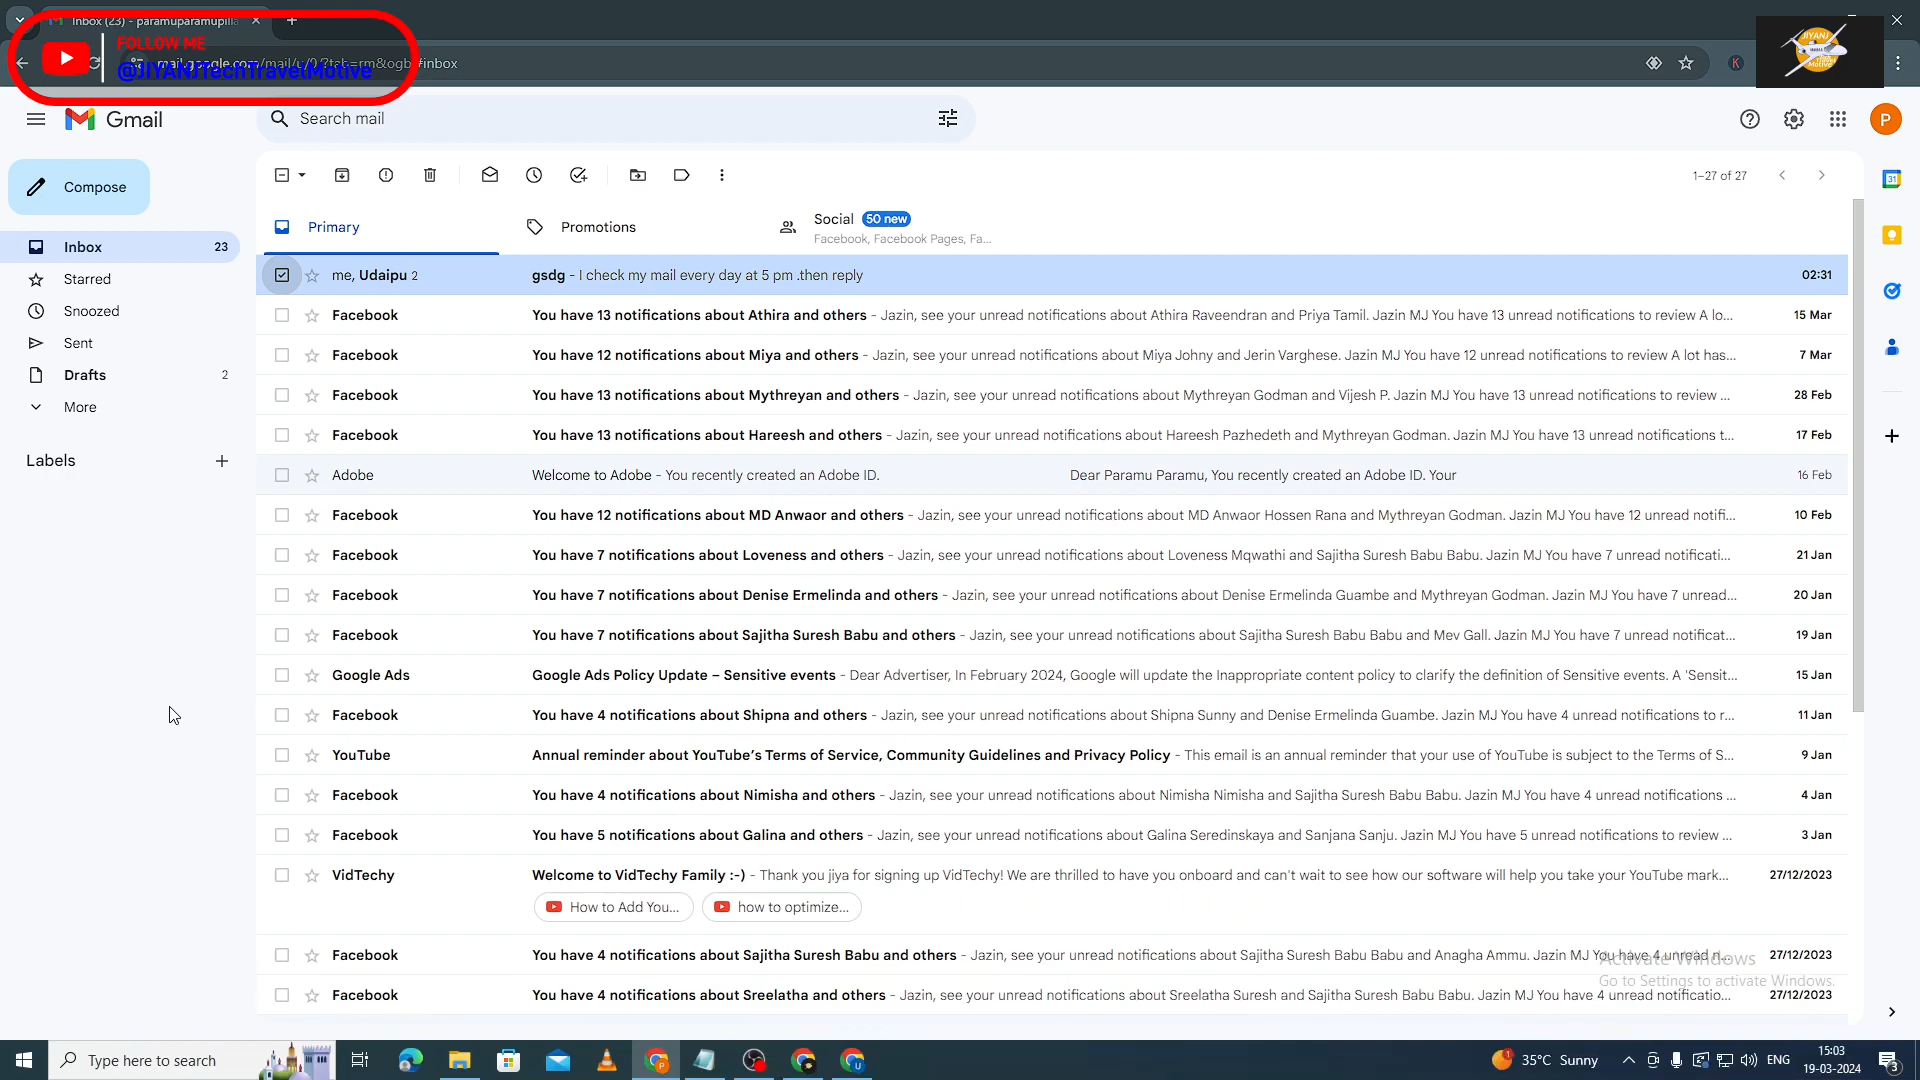 Inbox (23) - paramuparamupilla
FOLLOW ME
@JIYANJTechTravelMotive
mail.google.com/mail/u/0/?tab=rm&ogbl#inbox
K
JIYANJ
Motive
Gmail
Search mail
P
Compose
1–27 of 27
31
Primary
Promotions
Social 50 new
Facebook, Facebook Pages, Fa...
Inbox 23
Starred
Snoozed
Sent
Drafts 2
More
Labels
me, Udaipu 2 gsdg - I check my mail every day at 5 pm .then reply 02:31
Facebook You have 13 notifications about Athira and others - Jazin, see your unread notifications about Athira Raveendran and Priya Tamil. Jazin MJ You have 13 unread notifications to review A lo... 15 Mar
Facebook You have 12 notifications about Miya and others - Jazin, see your unread notifications about Miya Johny and Jerin Varghese. Jazin MJ You have 12 unread notifications to review A lot has... 7 Mar
Facebook You have 13 notifications about Mythreyan and others - Jazin, see your unread notifications about Mythreyan Godman and Vijesh P. Jazin MJ You have 13 unread notifications to review ... 28 Feb
Facebook You have 13 notifications about Hareesh and others - Jazin, see your unread notifications about Hareesh Pazhedeth and Mythreyan Godman. Jazin MJ You have 13 unread notifications t... 17 Feb
Adobe Welcome to Adobe - You recently created an Adobe ID. Dear Paramu Paramu, You recently created an Adobe ID. Your 16 Feb
Facebook You have 12 notifications about MD Anwaor and others - Jazin, see your unread notifications about MD Anwaor Hossen Rana and Mythreyan Godman. Jazin MJ You have 12 unread notifi... 10 Feb
Facebook You have 7 notifications about Loveness and others - Jazin, see your unread notifications about Loveness Mqwathi and Sajitha Suresh Babu Babu. Jazin MJ You have 7 unread notificati... 21 Jan
Facebook You have 7 notifications about Denise Ermelinda and others - Jazin, see your unread notifications about Denise Ermelinda Guambe and Mythreyan Godman. Jazin MJ You have 7 unread... 20 Jan
Facebook You have 7 notifications about Sajitha Suresh Babu and others - Jazin, see your unread notifications about Sajitha Suresh Babu Babu and Mev Gall. Jazin MJ You have 7 unread notificat... 19 Jan
Google Ads Google Ads Policy Update – Sensitive events - Dear Advertiser, In February 2024, Google will update the Inappropriate content policy to clarify the definition of Sensitive events. A 'Sensit... 15 Jan
Facebook You have 4 notifications about Shipna and others - Jazin, see your unread notifications about Shipna Sunny and Denise Ermelinda Guambe. Jazin MJ You have 4 unread notifications to r... 11 Jan
YouTube Annual reminder about YouTube's Terms of Service, Community Guidelines and Privacy Policy - This email is an annual reminder that your use of YouTube is subject to the Terms of S... 9 Jan
Facebook You have 4 notifications about Nimisha and others - Jazin, see your unread notifications about Nimisha Nimisha and Sajitha Suresh Babu Babu. Jazin MJ You have 4 unread notifications ... 4 Jan
Facebook You have 5 notifications about Galina and others - Jazin, see your unread notifications about Galina Seredinskaya and Sanjana Sanju. Jazin MJ You have 5 unread notifications to review ... 3 Jan
VidTechy Welcome to VidTechy Family :-) - Thank you jiya for signing up VidTechy! We are thrilled to have you onboard and can't wait to see how our software will help you take your YouTube mark... 27/12/2023
How to Add You... how to optimize...
Facebook You have 4 notifications about Sajitha Suresh Babu and others - Jazin, see your unread notifications about Sajitha Suresh Babu Babu and Anagha Ammu. Jazin MJ You have 4 unread n... 27/12/2023
Facebook You have 4 notifications about Sreelatha and others - Jazin, see your unread notifications about Sreelatha Suresh and Sajitha Suresh Babu Babu. Jazin MJ You have 4 unread notificatio... 27/12/2023
Activate Windows
Go to Settings to activate Windows.
Type here to search
P
U
35°C Sunny
ENG
15:03
19-03-2024
3